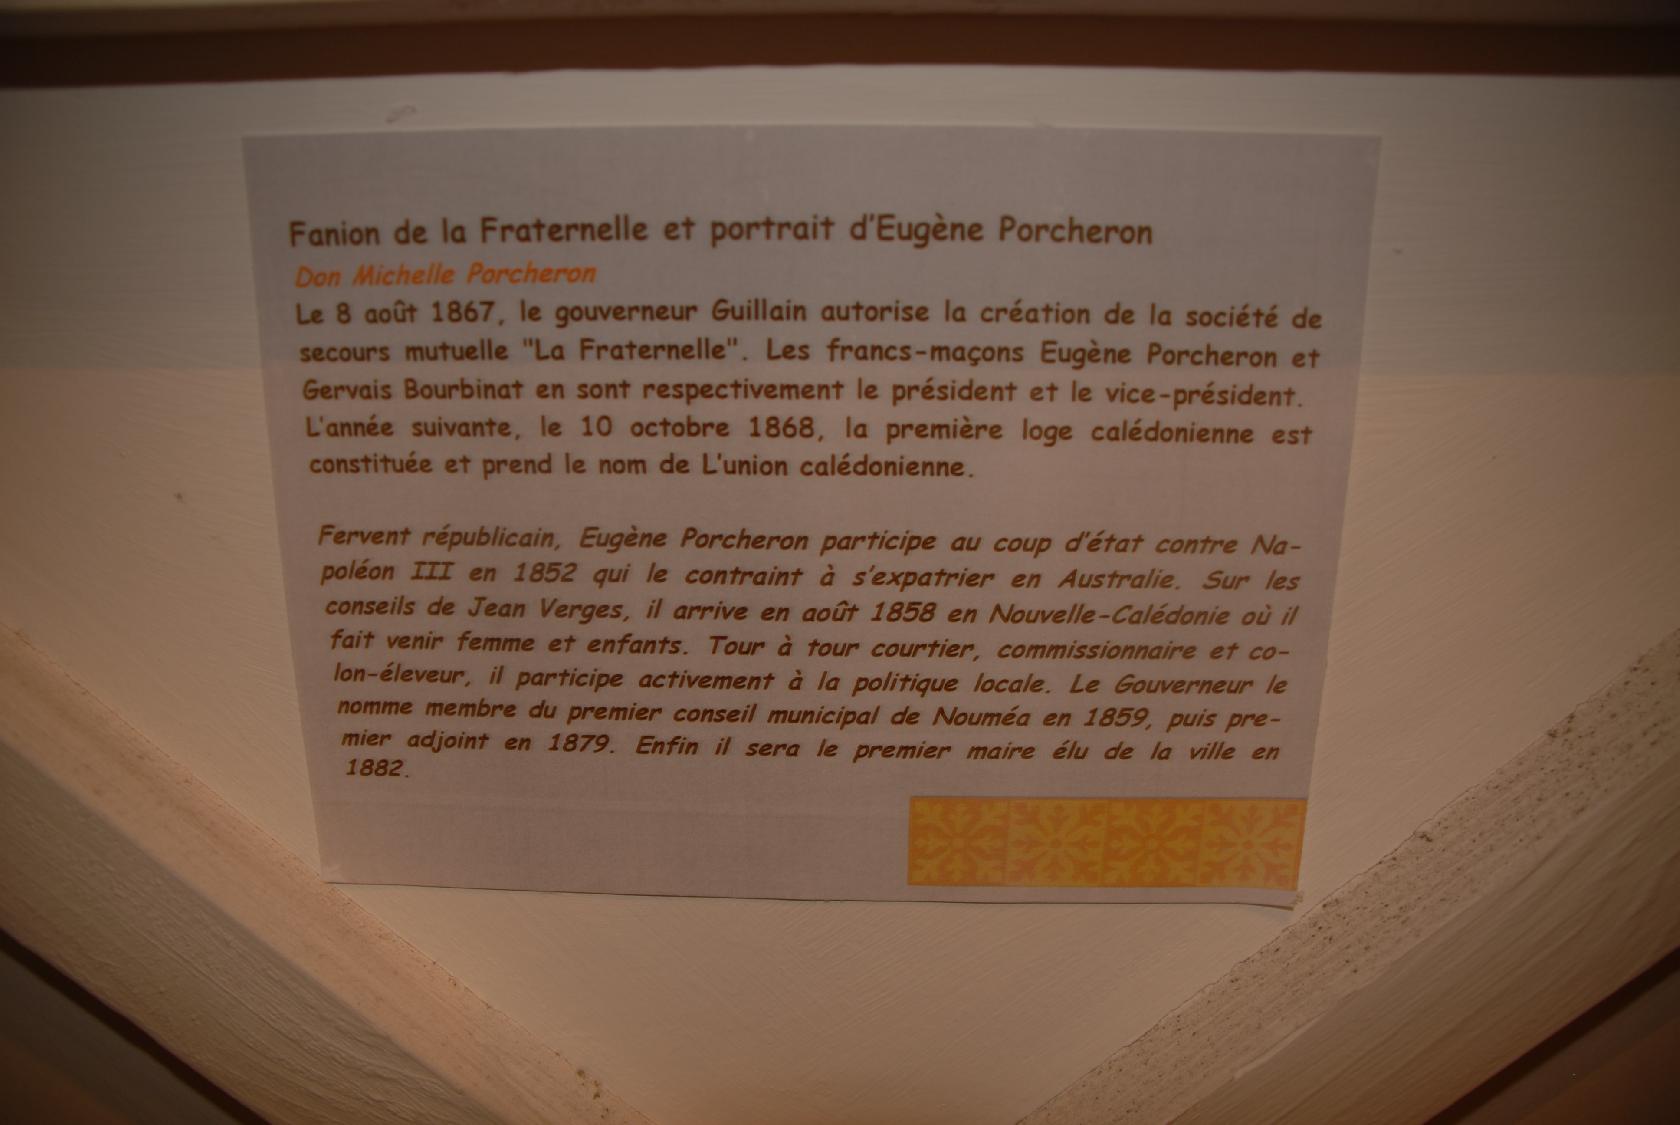 Fanion de la Fraternelle et portrait d'Eugène Porcheron
Don Michelle Porcheron
Le 8 août 1867, le gouverneur Guillain autorise la création de la société de
secours mutuelle "La Fraternelle". Les francs-maçons Eugène Porcheron et
Gervais Bourbinat en sont respectivement le président et le vice-président.
L'année suivante, le 10 octobre 1868, la première loge calédonienne est
constituée et prend le nom de L'union calédonienne.
Fervent républicain, Eugène Porcheron participe au coup d'état contre Na-
poléon III en 1852 qui le contraint à s'expatrier en Australie. Sur les
conseils de Jean Verges, il arrive en août 1858 en Nouvelle-Calédonie où il
fait venir femme et enfants. Tour à tour courtier, commissionnaire et co-
lon-éleveur, il participe activement à la politique locale. Le Gouverneur le
nomme membre du premier conseil municipal de Nouméa en 1859, puis pre-
mier adjoint en 1879. Enfin il sera le premier maire élu de la ville en
1882.